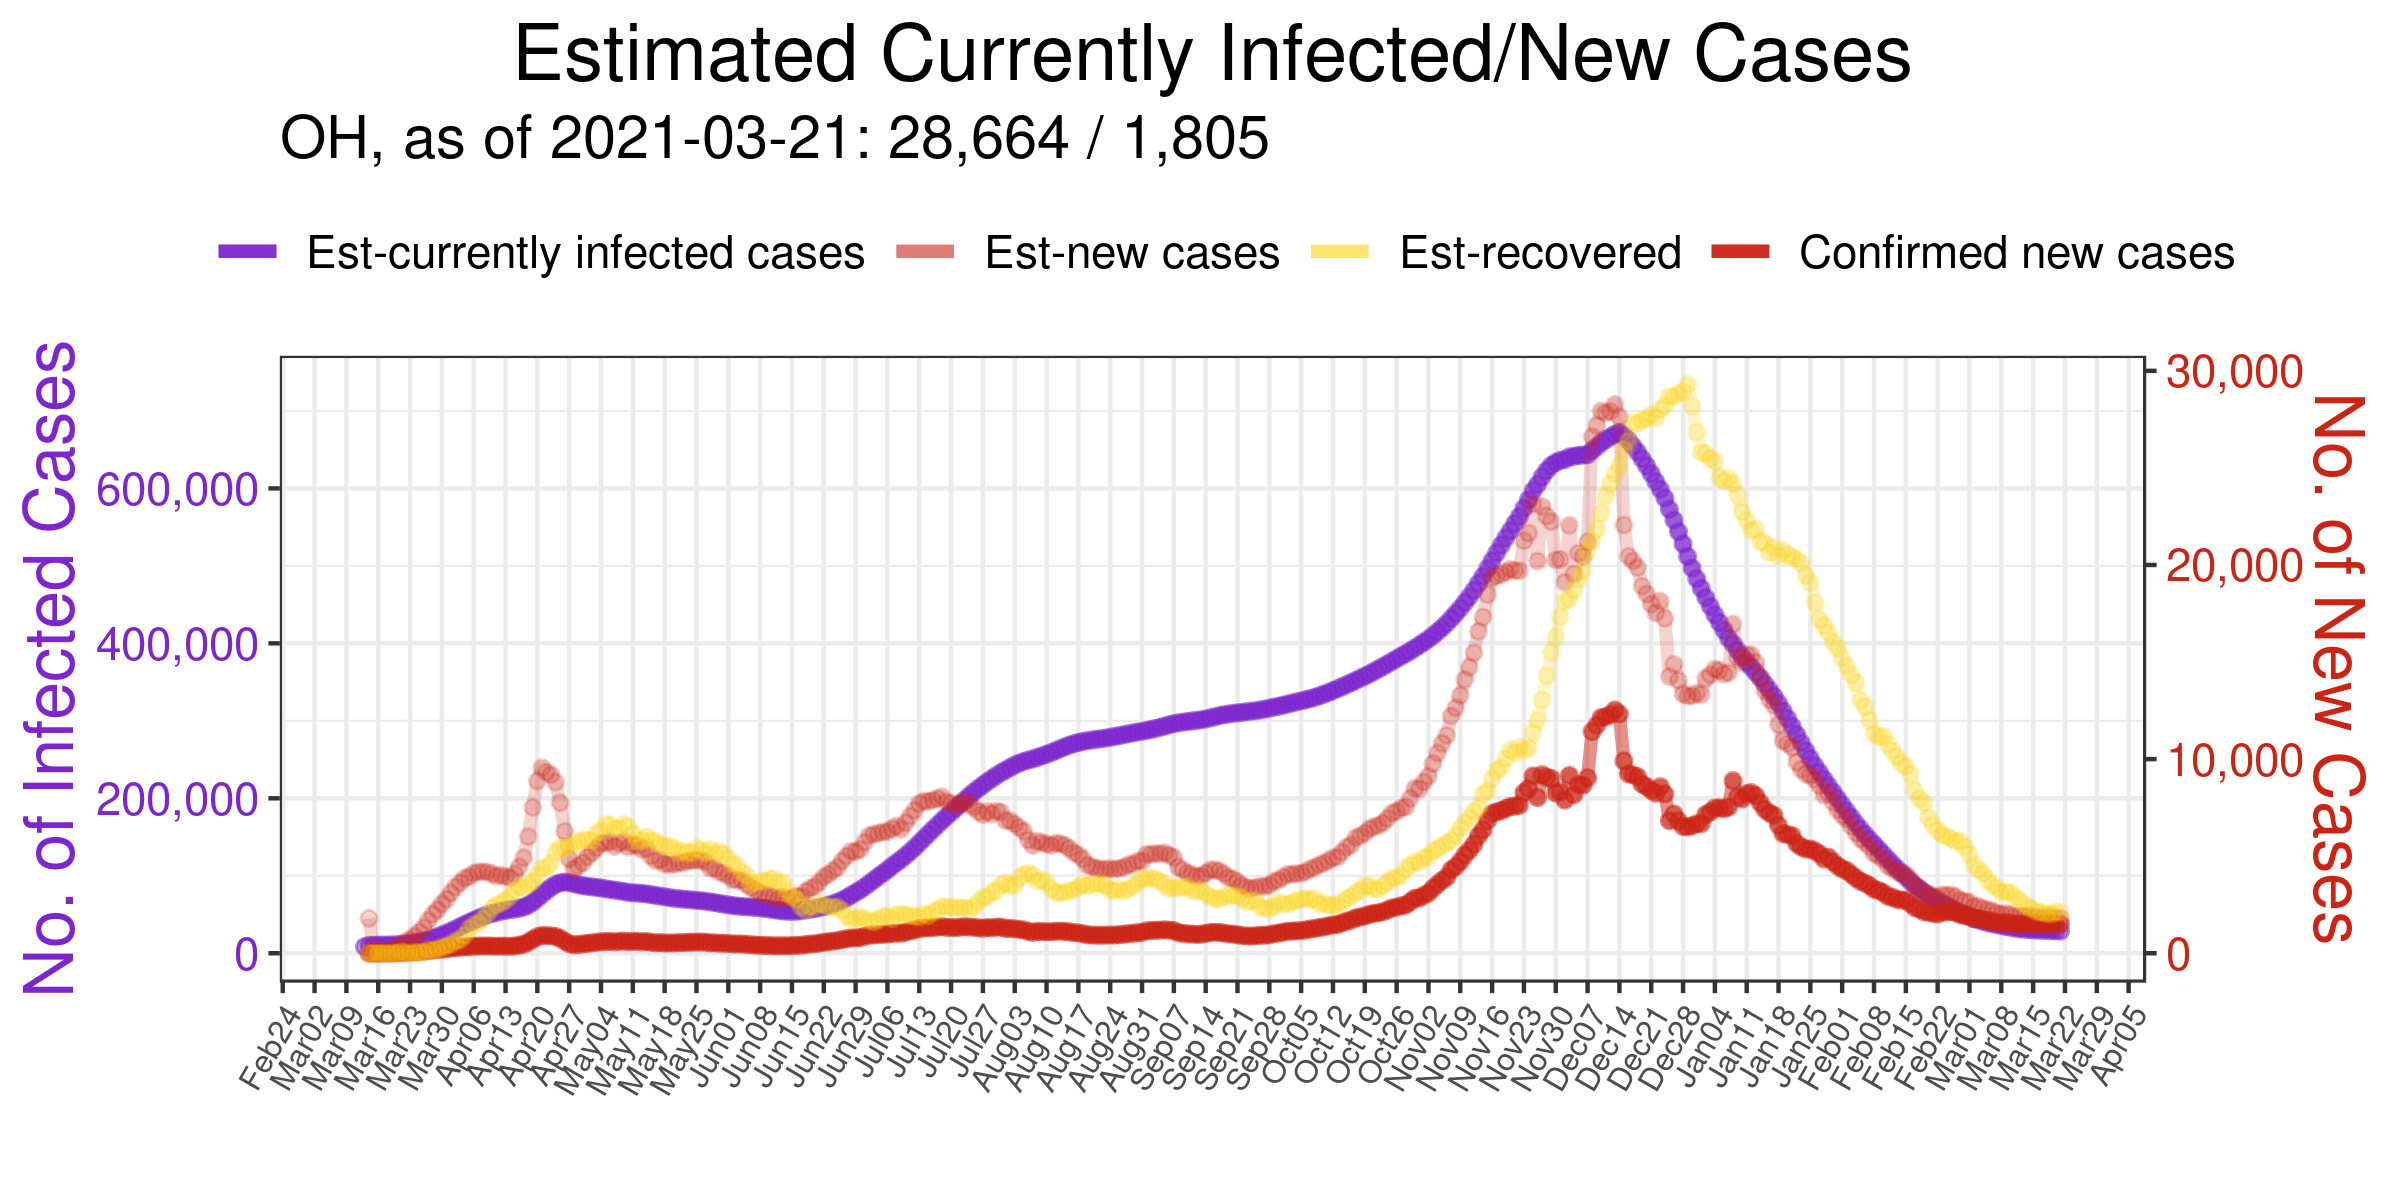 Estimated Currently Infected/New Cases
OH, as of 2021-03-21: 28,664 / 1,805
Est-currently infected cases
Est-new cases
Est-recovered
Confirmed new cases
No. of Infected Cases
600,000
400,000
200,000
0
30,000
20,000
10,000
0
No. of New Cases
Feb24
Mar02
Mar09
Mar16
Mar23
Mar30
Apr06
Apr13
Apr20
Apr27
May04
May11
May18
May25
Jun01
Jun08
Jun15
Jun22
Jun29
Jul06
Jul13
Jul20
Jul27
Aug03
Aug10
Aug17
Aug24
Aug31
Sep07
Sep14
Sep21
Sep28
Oct05
Oct12
Oct19
Oct26
Nov02
Nov09
Nov16
Nov23
Nov30
Dec07
Dec14
Dec21
Dec28
Dec04
Jan11
Jan18
Jan25
Feb01
Feb08
Feb15
Feb22
Mar01
Mar08
Mar15
Mar22
Mar29
Apr05